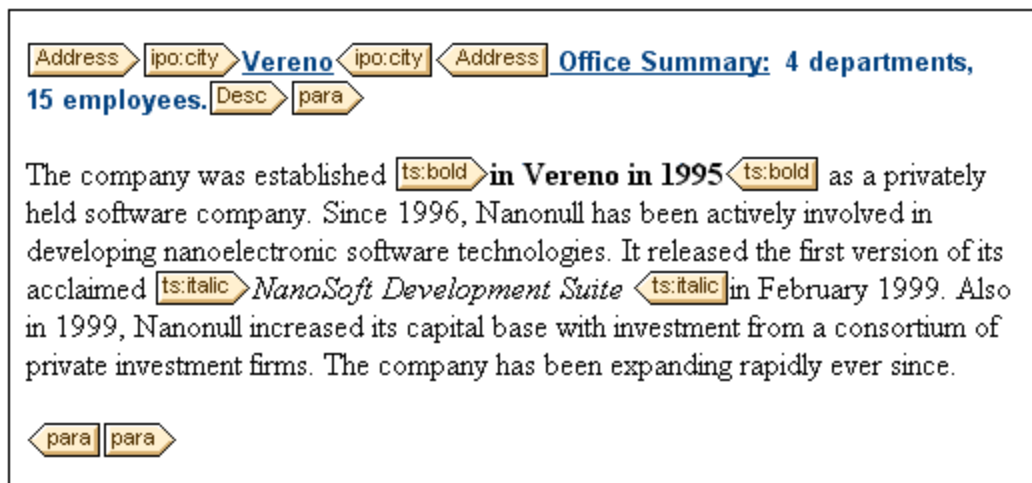 Address ipo:city Vereno ipo:city Address Office Summary: 4 departments,
15 employees. Desc para
The company was established ts:bold in Vereno in 1995 ts:bold as a privately
held software company. Since 1996, Nanonull has been actively involved in
developing nanoelectronic software technologies. It released the first version of its
acclaimed ts:italic NanoSoft Development Suite ts:italic in February 1999. Also
in 1999, Nanonull increased its capital base with investment from a consortium of
private investment firms. The company has been expanding rapidly ever since.
para para